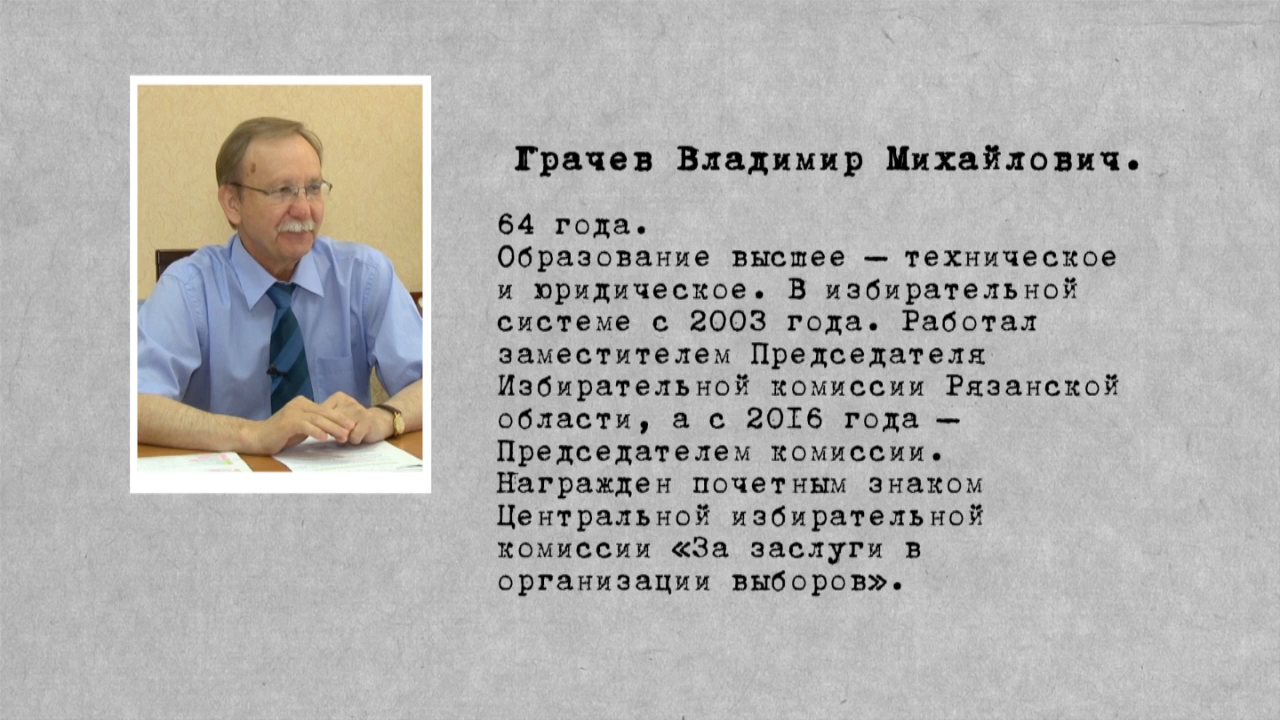 Грачев Владимир Михайлович.
64 года.
Образование высшее — техническое
и юридическое. В избирательной
системе с 2003 года. Работал
заместителем Председателя
Избирательной комиссии Рязанской
области, а с 2016 года —
Председателем комиссии.
Награжден почетным знаком
Центральной избирательной
комиссии «За заслуги в
организации выборов».